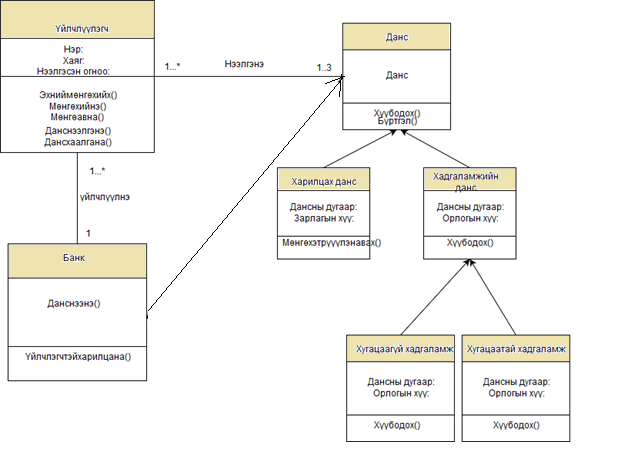 Үйлчлүүлэгч
Нэр:
Хаяг:
Нээлгэсэн огноо:
Эхниймөнгөхийх()
Мөнгөхийнэ()
Мөнгөавна()
Данснээлгэнэ()
Дансхаалгана()
1...*
Нээлгэнэ
1..3
Данс
Данс
Хүүбодох()
Бүртгэл()
1...*
үйлчлүүлнэ
1
Банк
Данснээнэ()
Үйлчлэгчтэйхарилцана()
Харилцах данс
Дансны дугаар:
Зарлагын хүү:
Мөнгөхэтрүүүлэнавах()
Хадгаламжийн
данс
Дансны дугаар:
Орлогын хүү:
Хүүбодох()
Хугацаагүй хадгаламж
Дансны дугаар:
Орлогын хүү:
Хүүбодох()
Хугацаатай хадгаламж
Дансны дугаар:
Орлогын хүү:
Хүүбодох()